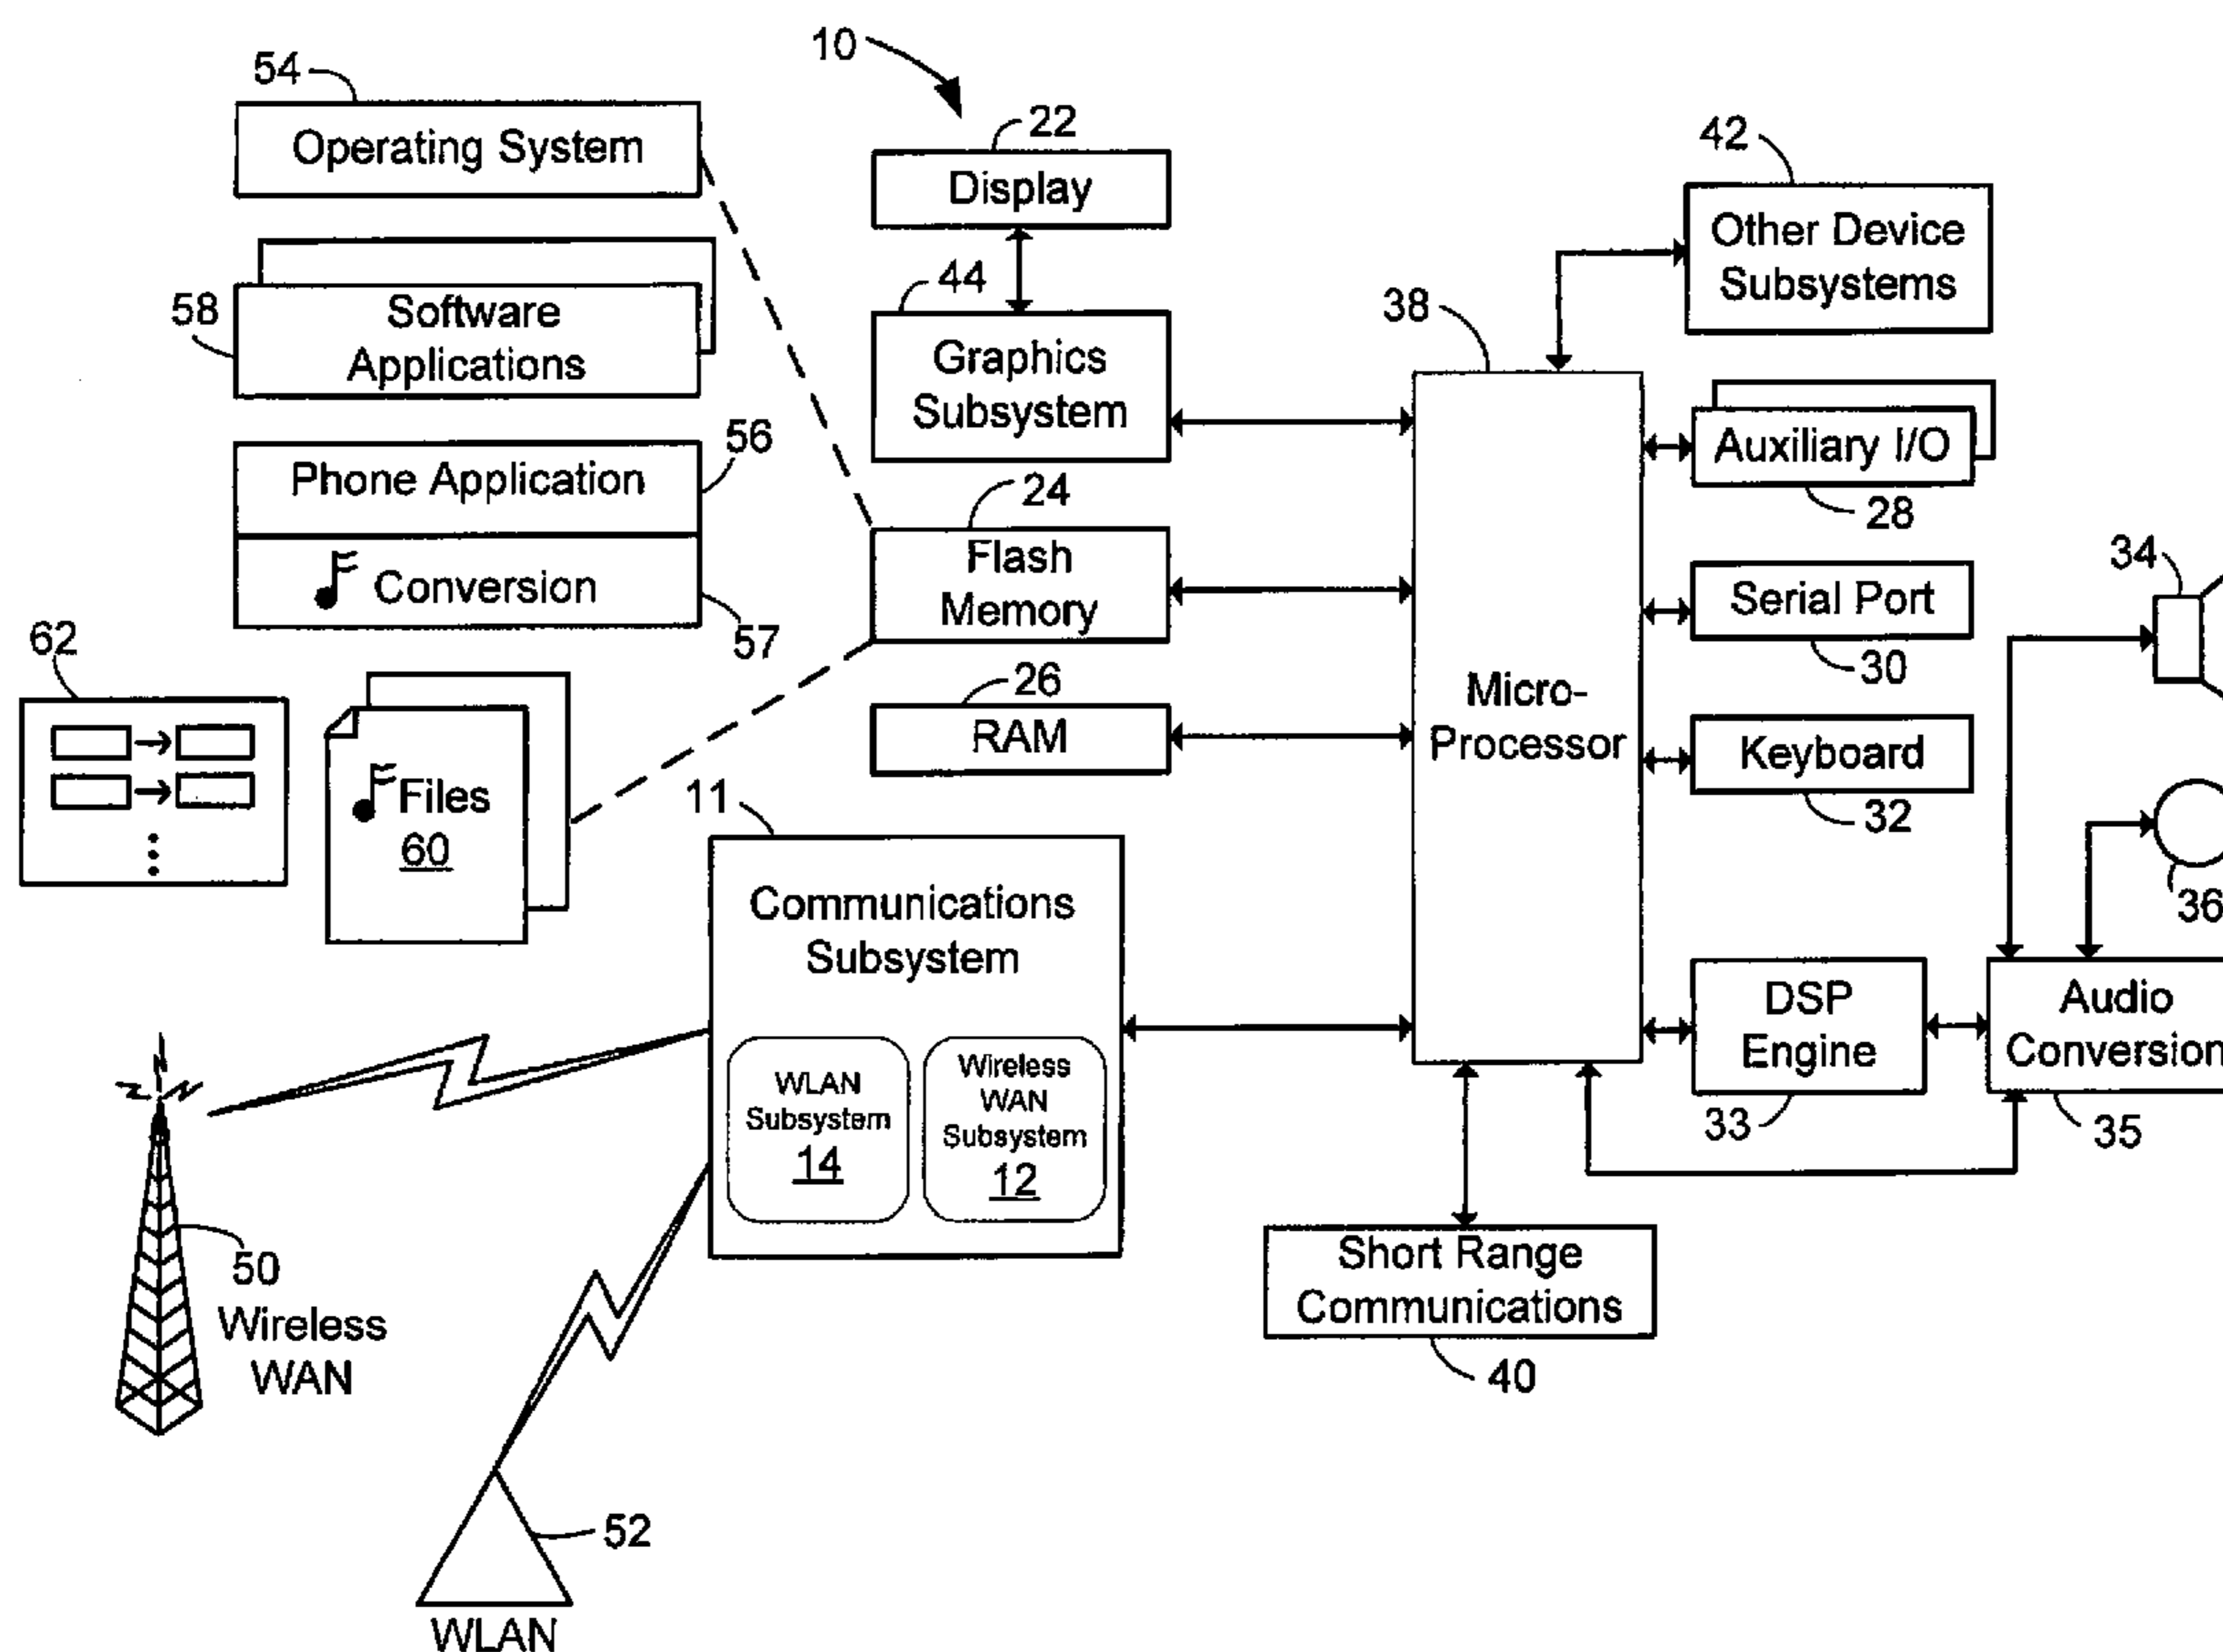 10
54
Operating System
22
Display
42
Other Device
Subsystems
58
Software
Applications
44
Graphics
Subsystem
38
Auxiliary I/O
28
56
Phone Application
24
Flash
Memory
34
Conversion
57
Serial Port
30
62
26
RAM
Micro-
Processor
Keyboard
32
Files
60
11
Communications
Subsystem
36
DSP
Engine
33
Audio
Conversion
35
WLAN
Subsystem
14
Wireless
WAN
Subsystem
12
50
Wireless
WAN
Short Range
Communications
40
52
WLAN